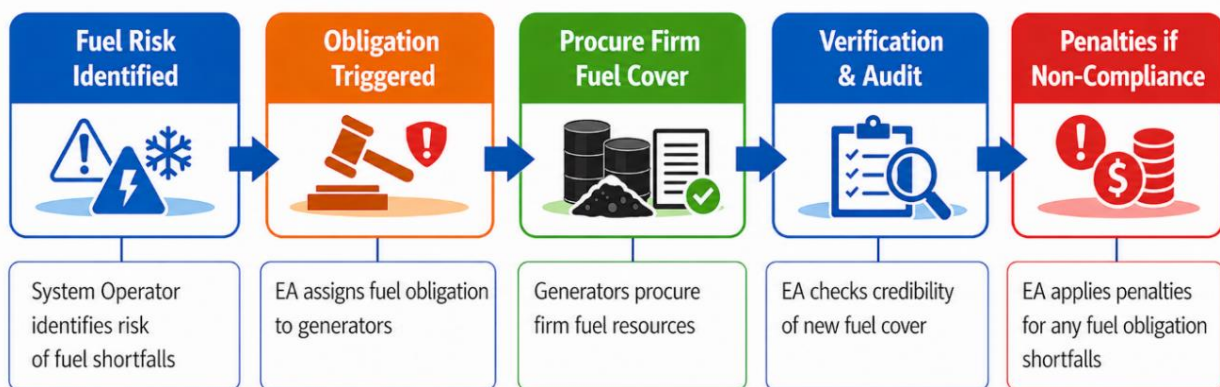 Fuel Risk
Identified
Obligation
Triggered
Procure Firm
Fuel Cover
Verification
& Audit
Penalties if
Non-Compliance
$
System Operator
identifies risk
of fuel shortfalls
EA assigns fuel obligation
to generators
Generators procure
firm fuel resources
EA checks credibility
of new fuel cover
EA applies penalties
for any fuel obligation
shortfalls